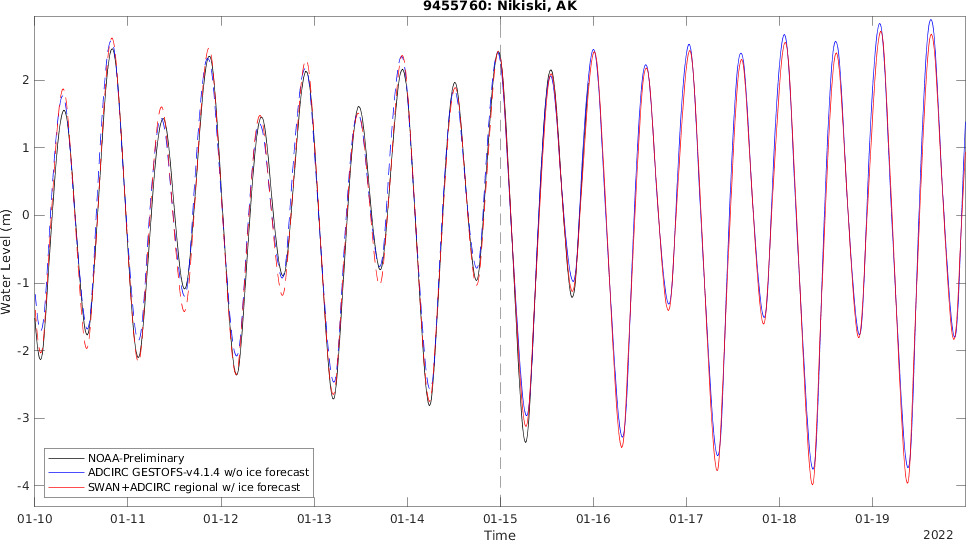 9455760: Nikiski, AK
Water Level (m)
2
1
0
-1
-2
-3
-4
NOAA-Preliminary
ADCIRC GESTOFS-v4.1.4 w/o ice forecast
SWAN+ADCIRC regional w/ ice forecast
01-10 01-11 01-12 01-13 01-14 01-15 01-16 01-17 01-18 01-19
Time
2022